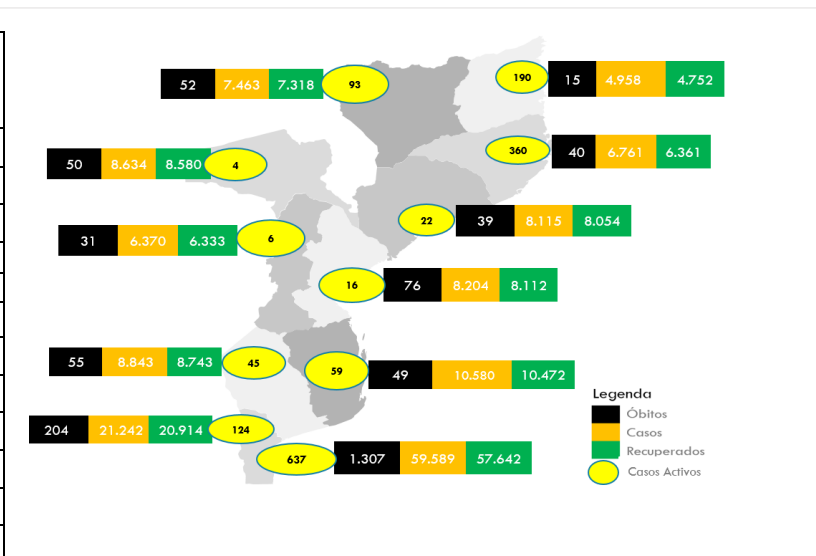 190 15 4.958 4.752
52 7.463 7.318 93
360 40 6.761 6.361
50 8.634 8.580 4
22 39 8.115 8.054
31 6.370 6.333 6
16 76 8.204 8.112
55 8.843 8.743 45
59 49 10.580 10.472
Legenda
Óbitos
Casos
Recuperados
Casos Activos
204 21.242 20.914 124
637 1.307 59.589 57.642